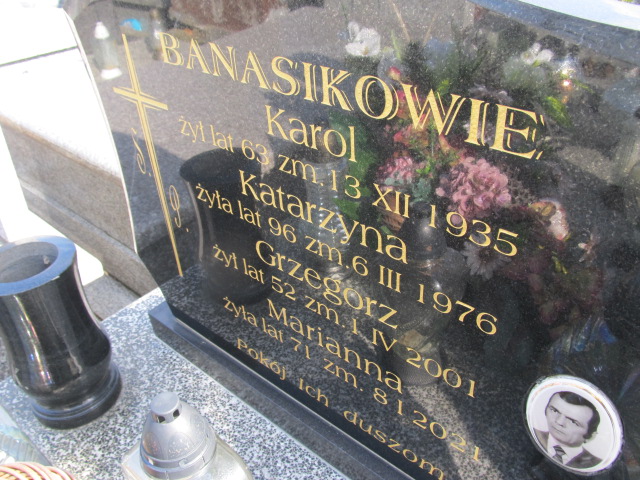 BANASIKOWIE
Karol
żył lat 63 zm. 13 XII 1935
Katarzyna
żyła lat 96 zm. 6 III 1976
Grzegorz
żył lat 52 zm. 1 IV 2001
Marianna
żyła lat 71 zm. 8 I 2021
Pokój Ich duszom
ś. p.